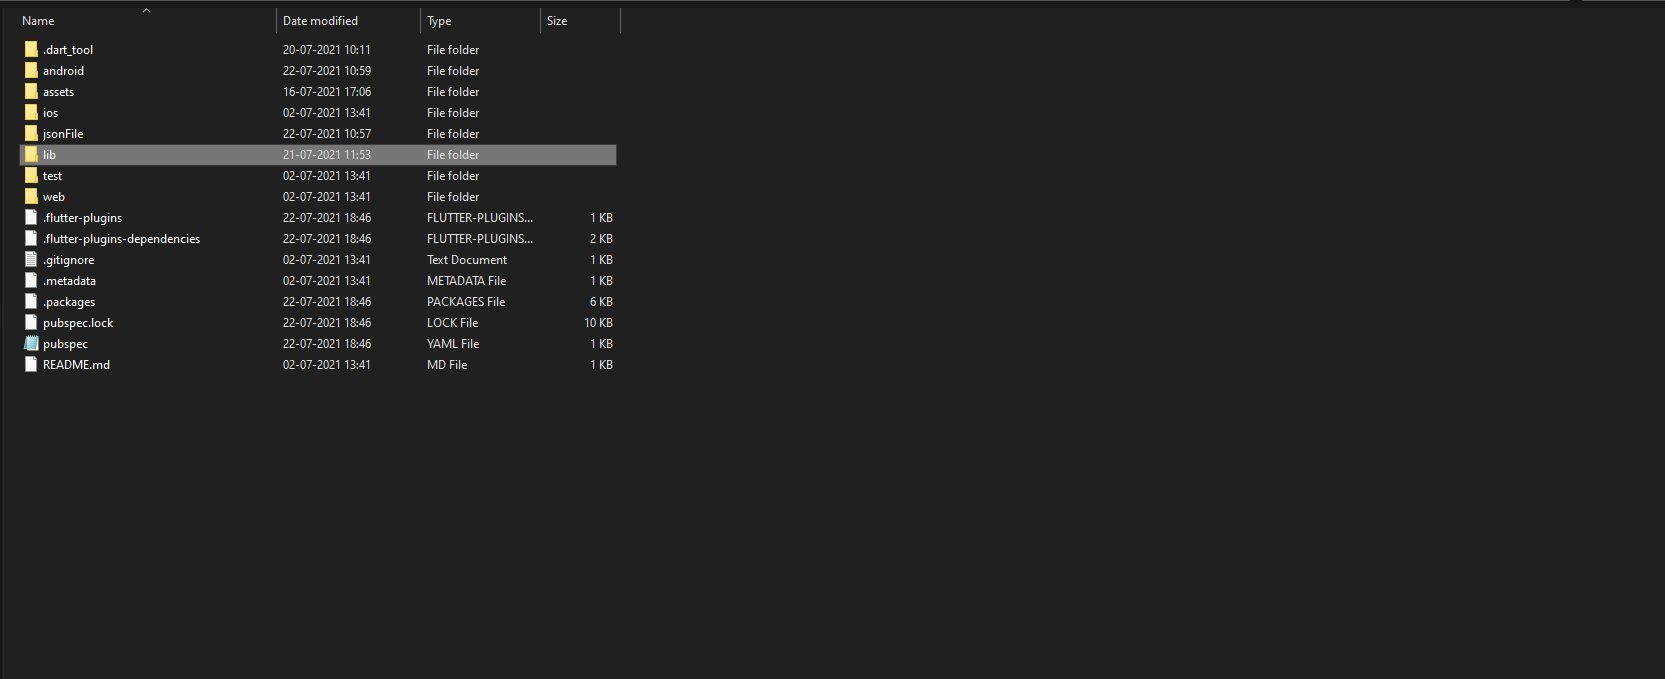 Name Date modified Type Size
.dart_tool 20-07-2021 10:11 File folder
android 22-07-2021 10:59 File folder
assets 16-07-2021 17:06 File folder
ios 02-07-2021 13:41 File folder
jsonFile 22-07-2021 10:57 File folder
lib 21-07-2021 11:53 File folder
test 02-07-2021 13:41 File folder
web 02-07-2021 13:41 File folder
.flutter-plugins 22-07-2021 18:46 FLUTTER-PLUGINS... 1 KB
.flutter-plugins-dependencies 22-07-2021 18:46 FLUTTER-PLUGINS... 2 KB
.gitignore 02-07-2021 13:41 Text Document 1 KB
.metadata 02-07-2021 13:41 METADATA File 1 KB
.packages 22-07-2021 18:46 PACKAGES File 6 KB
pubspec.lock 22-07-2021 18:46 LOCK File 10 KB
pubspec 22-07-2021 18:46 YAML File 1 KB
README.md 02-07-2021 13:41 MD File 1 KB